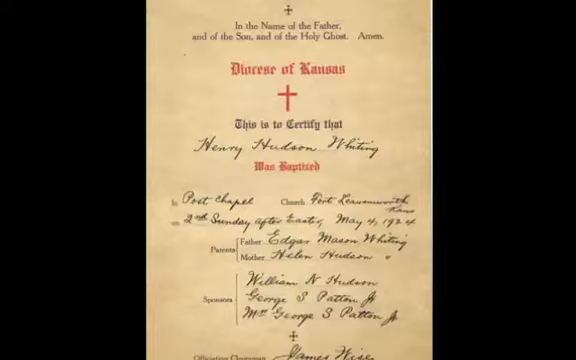 In the Name of the Father,
and of the Son, and of the Holy Ghost. Amen.
Diocese of Kansas
This is to Certify that
Henry Hudson Whiting
Was Baptized
In Post Chapel Church Fort Leavenworth
Kans
on 2nd Sunday after Easter, May 4, 1924
Parents
Father Edgar Mason Whiting
Mother Helen Hudson "
Sponsors
William N Hudson
George S Patton Jr
Mrs George S Patton Jr
Officiating Clergyman James Wise